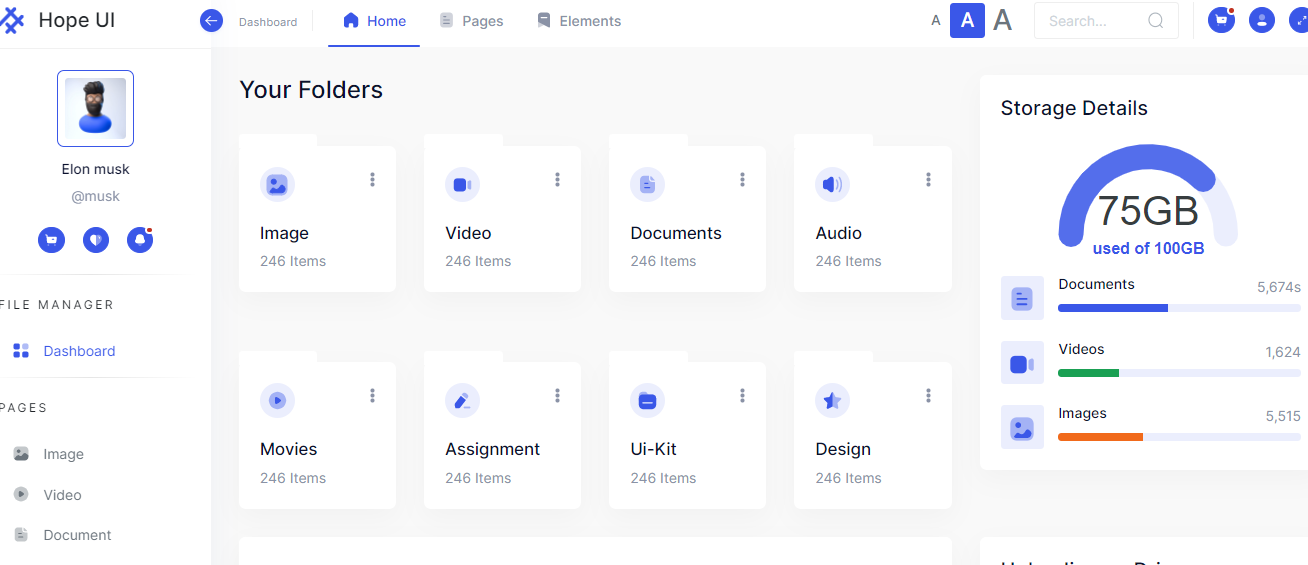 Hope UI
Dashboard
Home
Pages
Elements
A A A
Search...
Elon musk
@musk
FILE MANAGER
Dashboard
PAGES
Image
Video
Document
Your Folders
Image
246 Items
Video
246 Items
Documents
246 Items
Audio
246 Items
Movies
246 Items
Assignment
246 Items
Ui-Kit
246 Items
Design
246 Items
Storage Details
75GB
used of 100GB
Documents
5,674s
Videos
1,624
Images
5,515